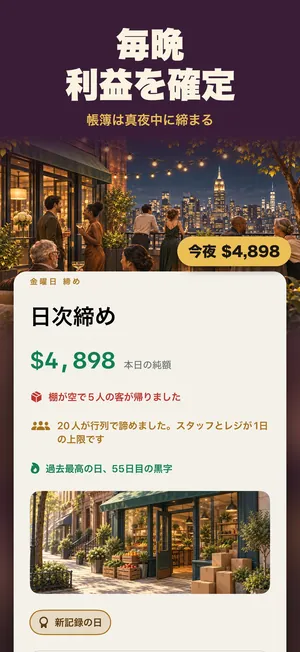 毎晩
利益を確定
帳簿は真夜中に締まる
今夜 $4,898
金曜日 締め
日次締め
$4,898 本日の純額
棚が空で5人の客が帰りました
20人が行列で諦めました。スタッフとレジが1日
の上限です
過去最高の日、55日目の黒字
新記録の日